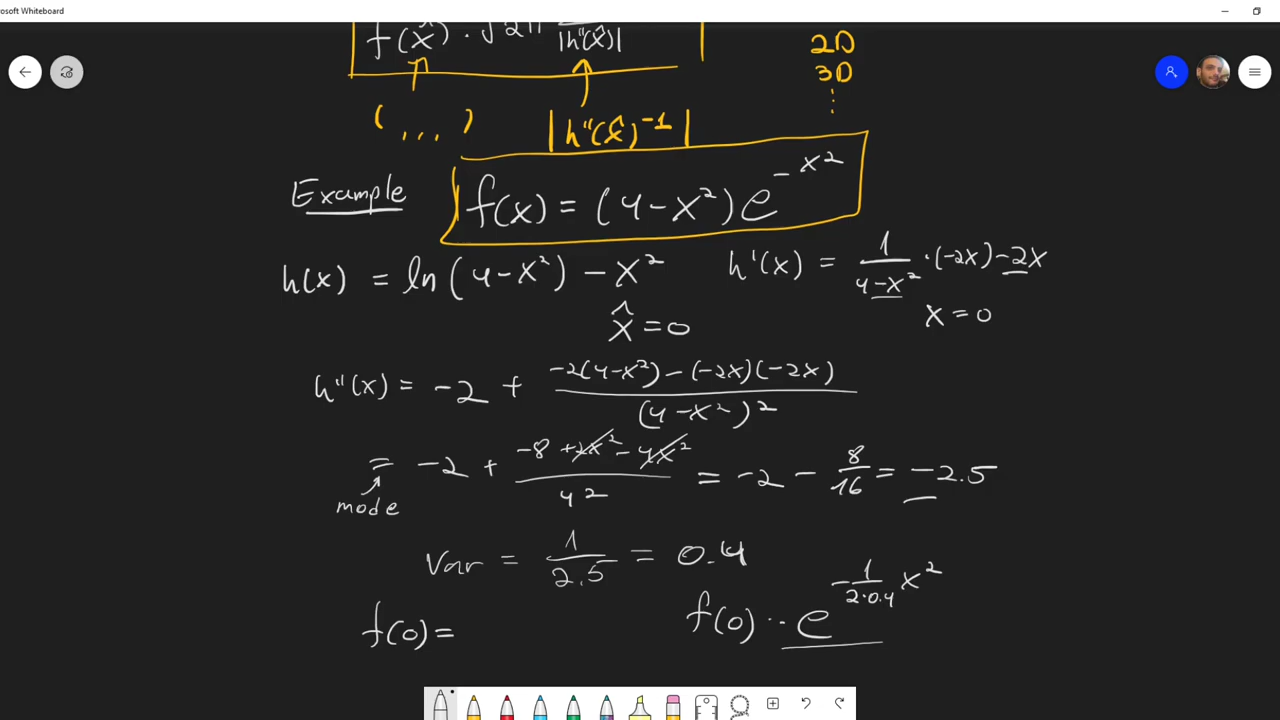 osoft Whiteboard
f(x̂) · √2π |h''(x̂)|
2D
3D
⋮
( , . . . )
|h''(x̂)⁻¹|
Example
f(x) = (4-x²)e^{-x²}
h(x) = ln(4-x²) - x²
h'(x) = 1/(4-x²) · (-2x) - 2x
x̂ = 0
x = 0
h''(x) = -2 + (-2(4-x²) - (-2x)(-2x))/(4-x²)²
= -2 + (-8 +2x² - 4x²)/4² = -2 - 8/16 = -2.5
mode
Var = 1/2.5 = 0.4
f(0) =
f(0) · · e^{-1/(2·0.4) x²}